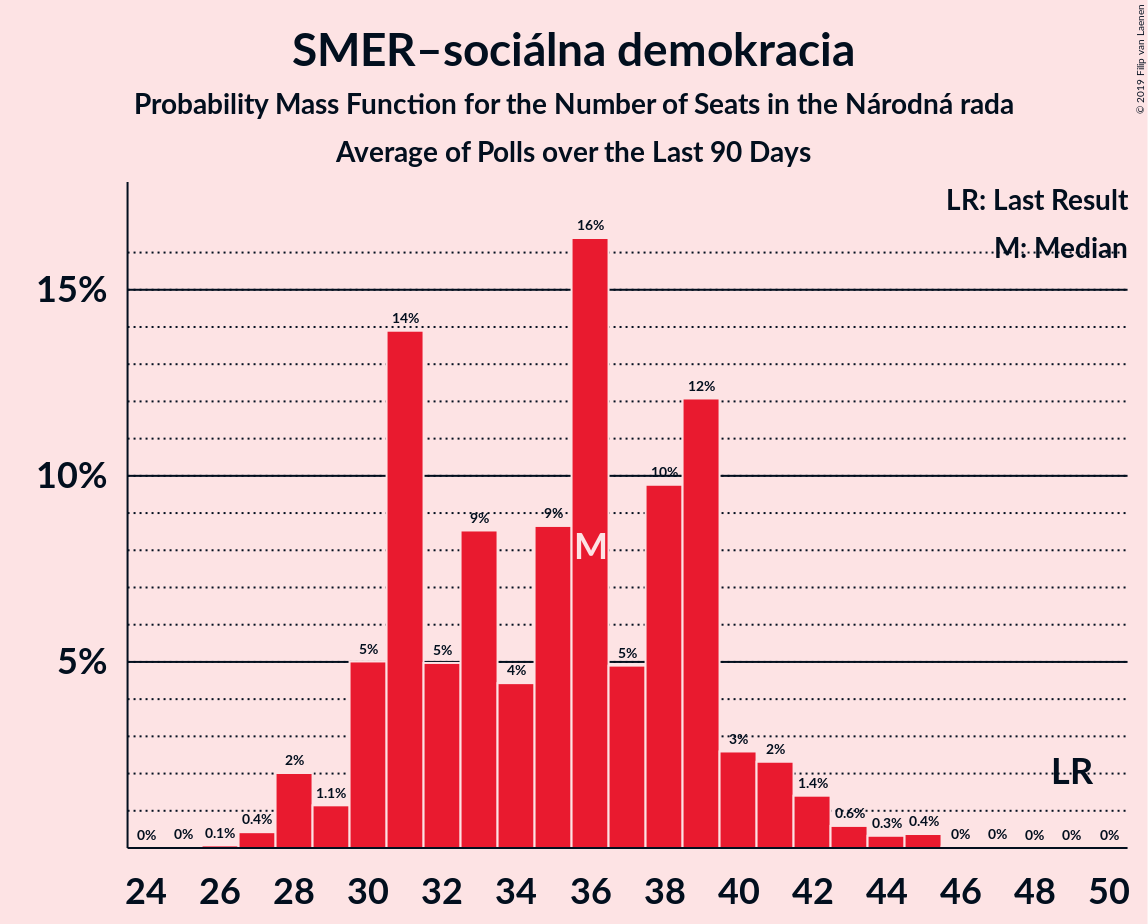 SMER–sociálna demokracia
Probability Mass Function for the Number of Seats in the Národná rada
Average of Polls over the Last 90 Days
© 2019 Filip van Laenen
LR: Last Result
M: Median
15%
10%
5%
0% 0% 0.1% 0.4% 2% 1.1% 5% 14% 5% 9% 4% 9% 16% 5% 10% 12% 3% 2% 1.4% 0.6% 0.3% 0.4% 0% 0% 0% 0% 0%
M
LR
24 26 28 30 32 34 36 38 40 42 44 46 48 50